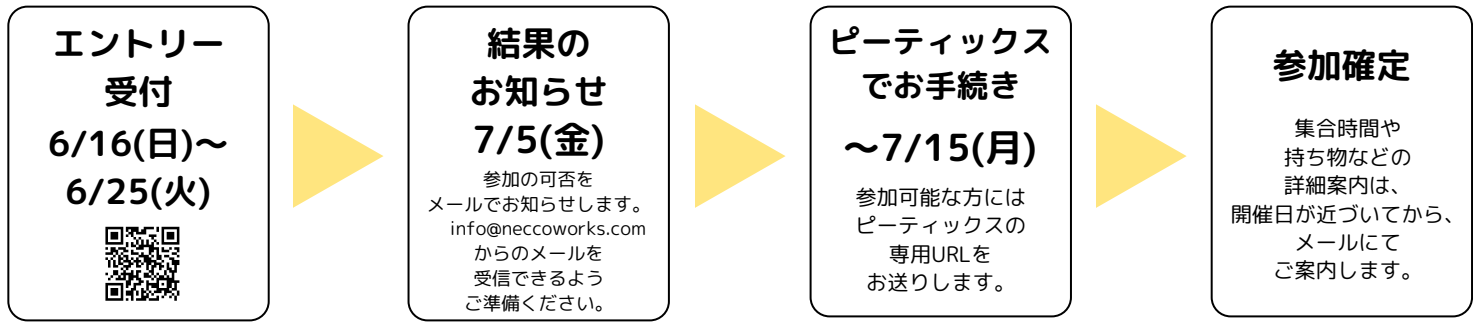 エントリー
受付
6/16(日)〜
6/25(火)
結果の
お知らせ
7/5(金)
参加の可否を
メールでお知らせします。
info@neccoworks.com
からのメールを
受信できるよう
ご準備ください。
ピーティックス
でお手続き
〜7/15(月)
参加可能な方には
ピーティックスの
専用URLを
お送りします。
参加確定
集合時間や
持ち物などの
詳細案内は、
開催日が近づいてから、
メールにて
ご案内します。